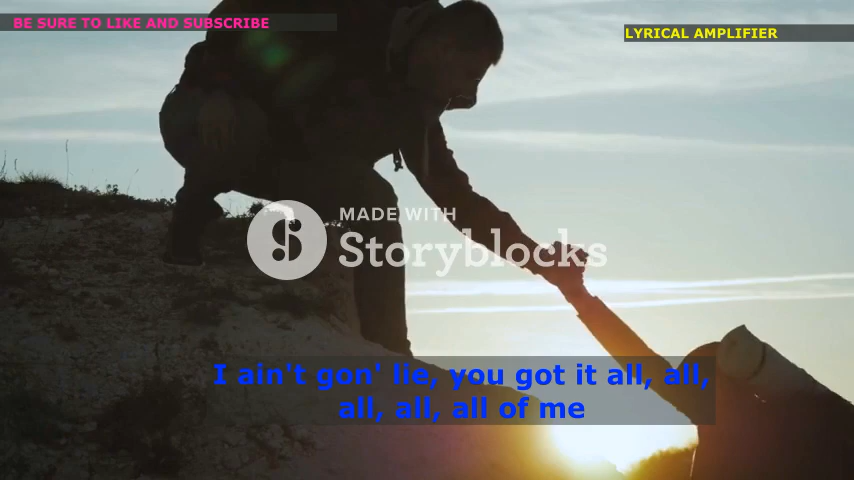 BE SURE TO LIKE AND SUBSCRIBE
LYRICAL AMPLIFIER
MADE WITH
Storyblocks
I ain't gon' lie, you got it all, all,
all, all, all of me